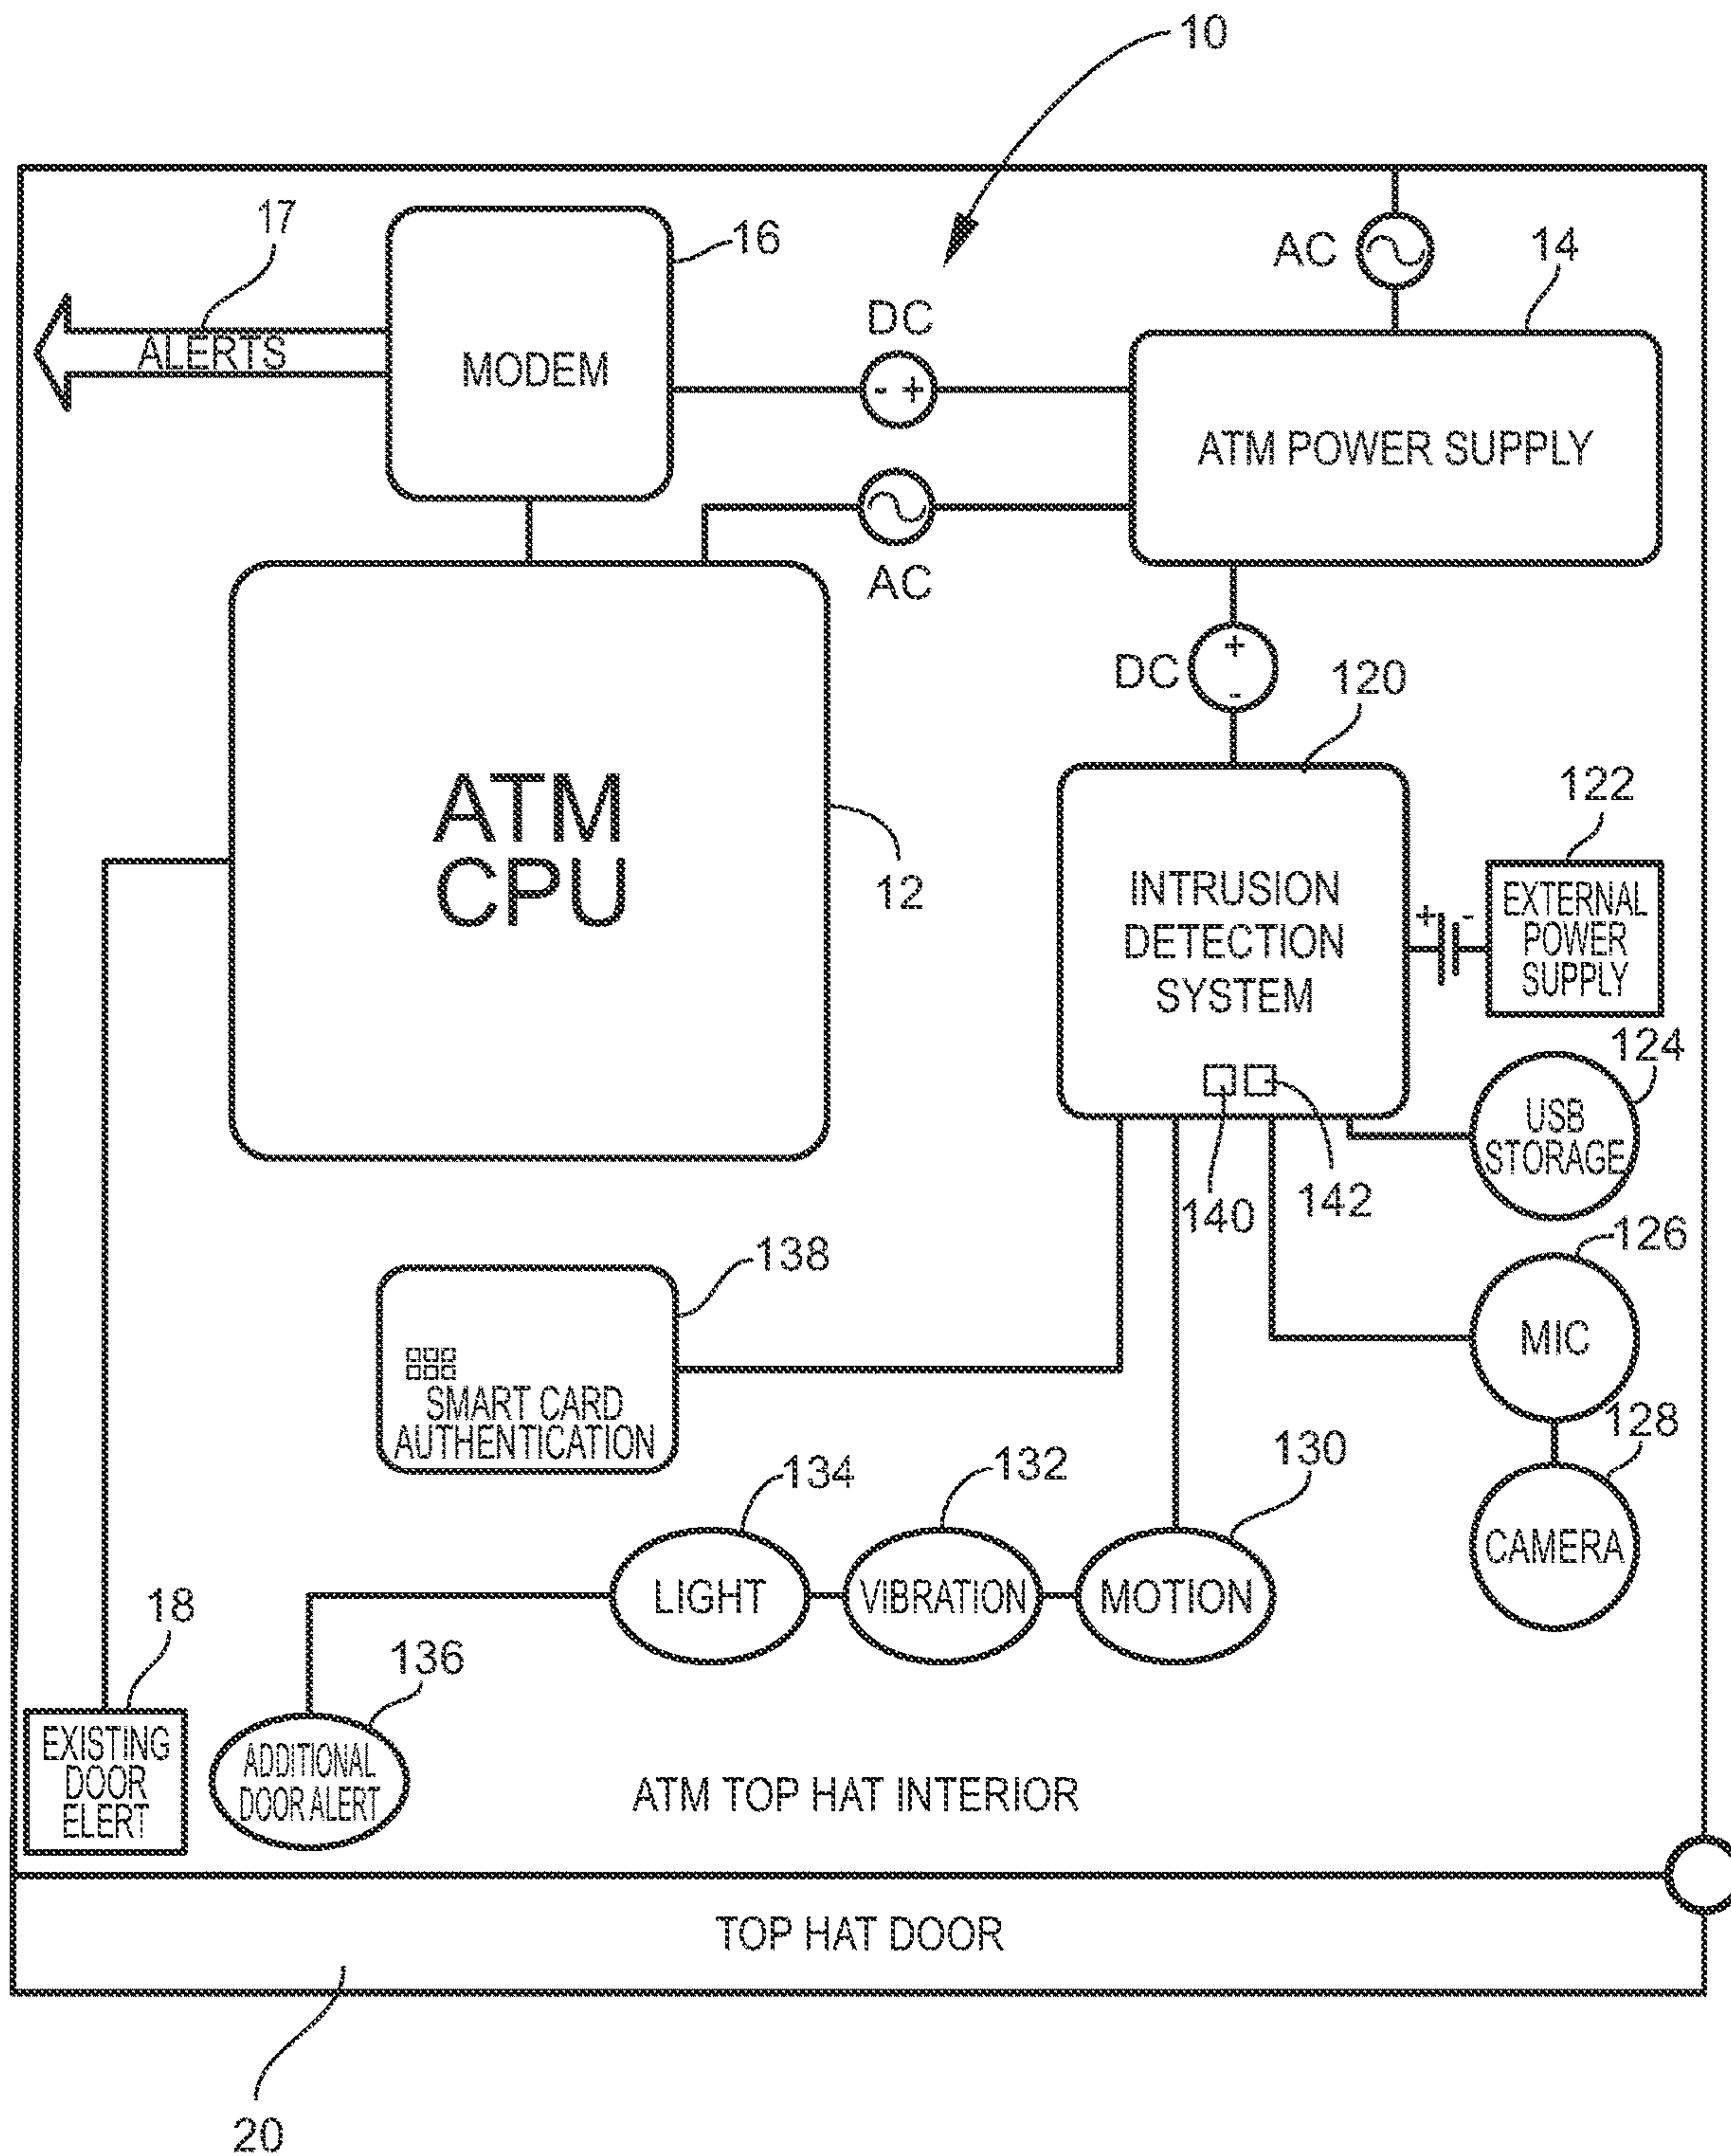 10
17
16
AC
14
DC
ALERTS
MODEM
- +
ATM POWER SUPPLY
AC
+
DC
-
120
ATM
CPU
12
122
INTRUSION
DETECTION
SYSTEM
+ -
EXTERNAL
POWER
SUPPLY
124
USB
STORAGE
140
142
126
138
MIC
SMART CARD
AUTHENTICATION
128
134
132
130
CAMERA
LIGHT
VIBRATION
MOTION
18
136
EXISTING
DOOR
ELERT
ADDITIONAL
DOOR ALERT
ATM TOP HAT INTERIOR
TOP HAT DOOR
20